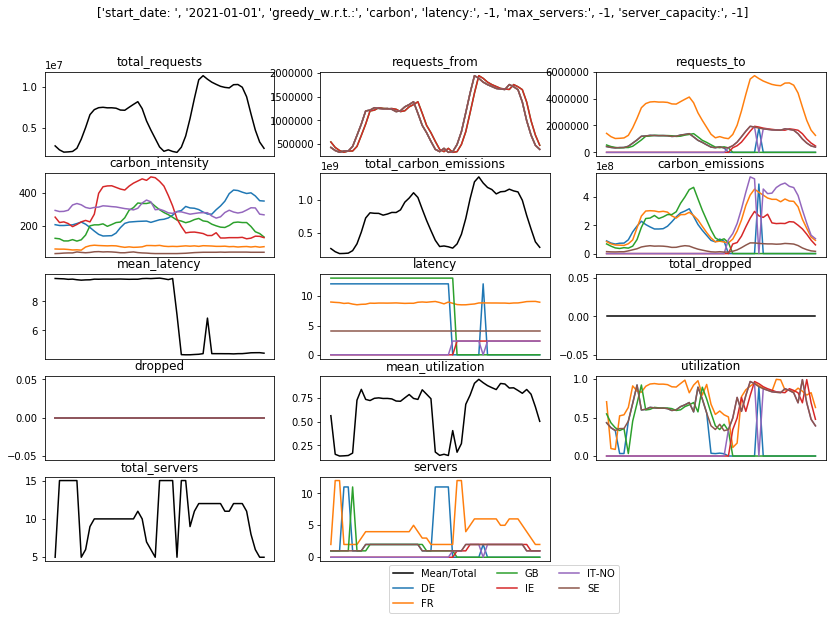 ['start_date: ', '2021-01-01', 'greedy_w.r.t.:', 'carbon', 'latency:', -1, 'max_servers:', -1, 'server_capacity:', -1]
total_requests
requests_from
requests_to
1e7
1.0
0.5
2000000
1500000
1000000
500000
6000000
4000000
2000000
0
carbon_intensity
total_carbon_emissions
carbon_emissions
400
200
1e9
1.0
0.5
1e8
4
2
0
mean_latency
latency
total_dropped
8
6
10
5
0
0.05
0.00
−0.05
dropped
mean_utilization
utilization
0.05
0.00
−0.05
0.75
0.50
0.25
1.0
0.5
0.0
total_servers
servers
15
10
5
10
5
0
Mean/Total
DE
FR
GB
IE
IT-NO
SE